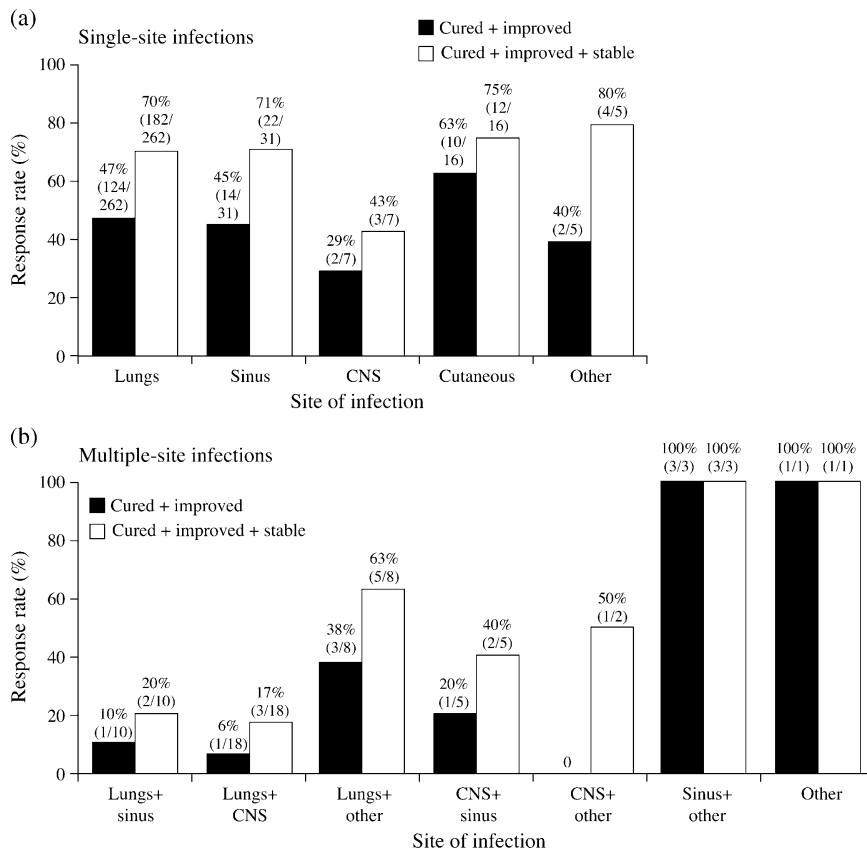 (a)
Single-site infections
Cured + improved
Cured + improved + stable
Response rate (%)
100
80
60
40
20
0
47%
(124/
262)
70%
(182/
262)
45%
(14/
31)
71%
(22/
31)
29%
(2/7)
43%
(3/7)
63%
(10/
16)
75%
(12/
16)
40%
(2/5)
80%
(4/5)
Lungs
Sinus
CNS
Cutaneous
Other
Site of infection
(b)
Multiple-site infections
Cured + improved
Cured + improved + stable
Response rate (%)
100
80
60
40
20
0
10%
(1/10)
20%
(2/10)
6%
(1/18)
17%
(3/18)
38%
(3/8)
63%
(5/8)
20%
(1/5)
40%
(2/5)
0
50%
(1/2)
100%
(3/3)
100%
(3/3)
100%
(1/1)
100%
(1/1)
Lungs+
sinus
Lungs+
CNS
Lungs+
other
CNS+
sinus
CNS+
other
Sinus+
other
Other
Site of infection